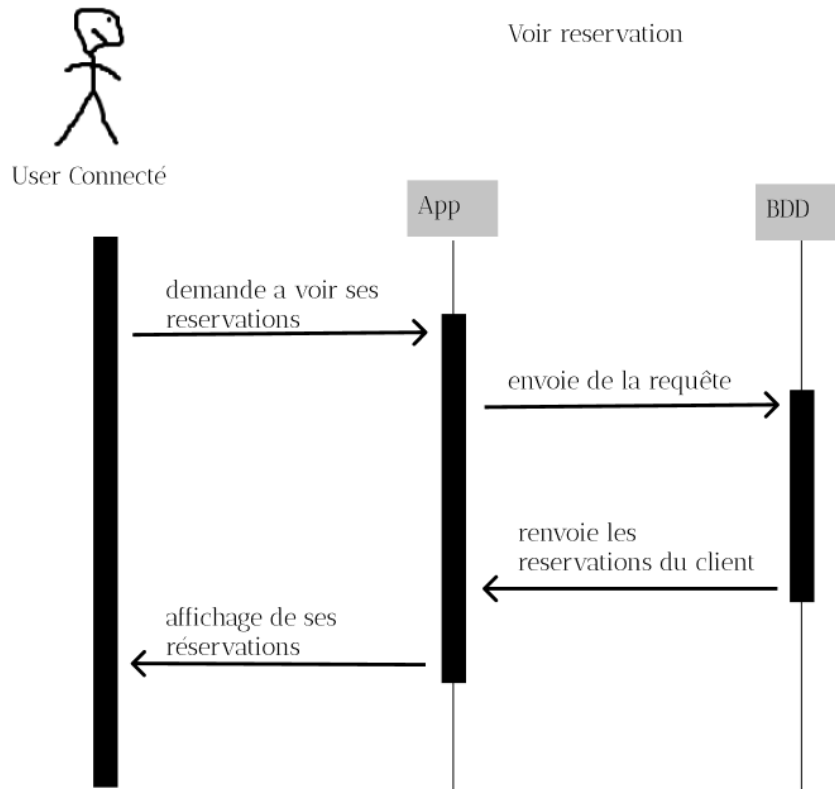 Voir reservation
User Connecté
App
BDD
demande a voir ses
reservations
envoie de la requête
renvoie les
reservations du client
affichage de ses
réservations